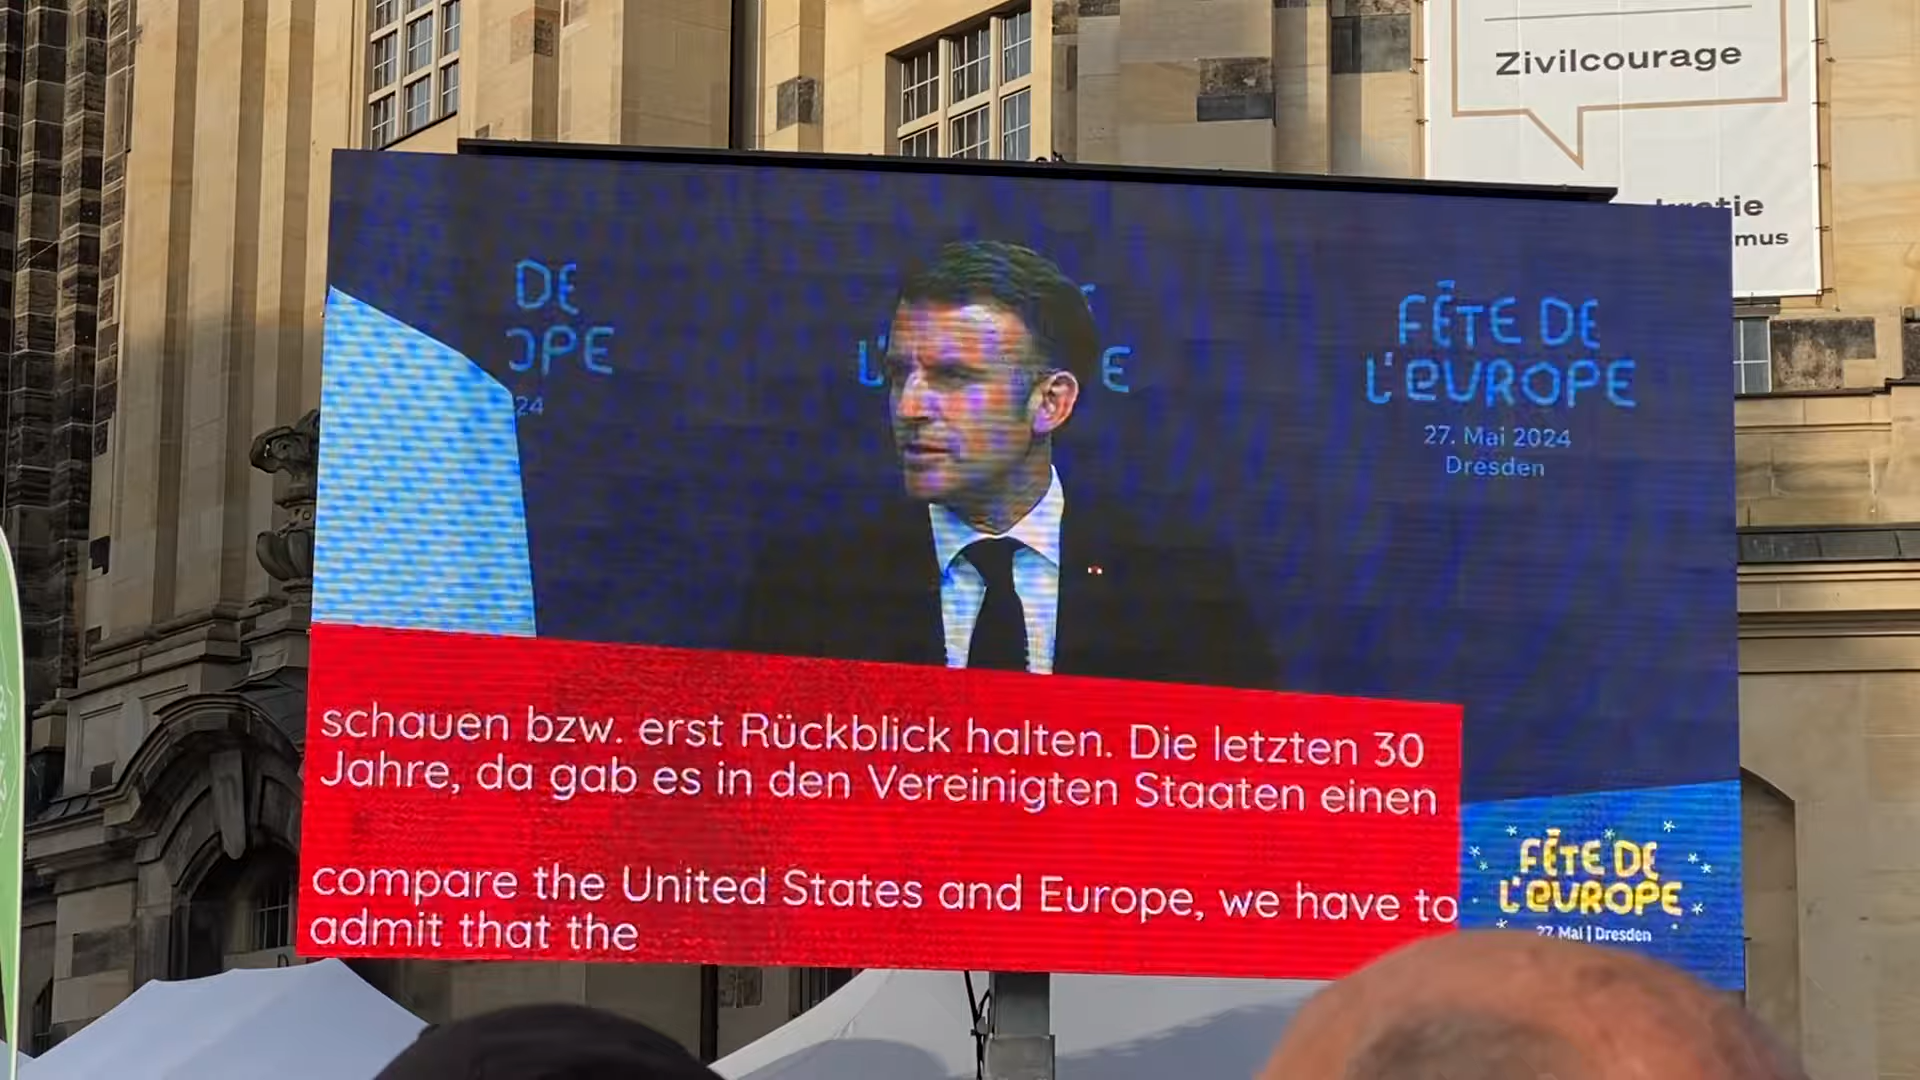 Zivilcourage
mus
DE
OPE
24
L'
E
FÊTE DE
L'EUROPE
27. Mai 2024
Dresden
schauen bzw. erst Rückblick halten. Die letzten 30
Jahre, da gab es in den Vereinigten Staaten einen
compare the United States and Europe, we have to
admit that the
FÊTE DE
L'EUROPE
27. Mai | Dresden